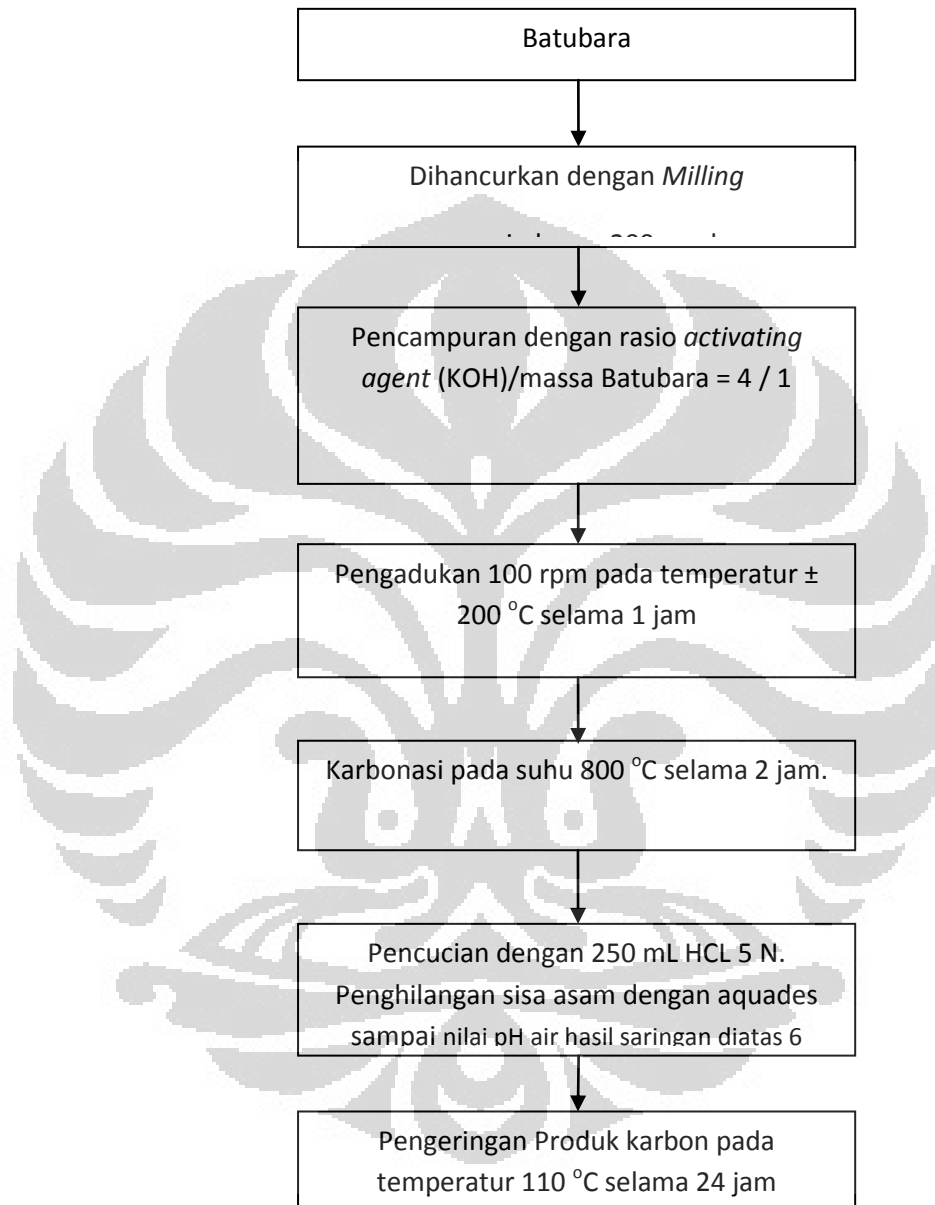 Batubara
Dihancurkan dengan Milling
Pencampuran dengan rasio activating
agent (KOH)/massa Batubara = 4 / 1
Pengadukan 100 rpm pada temperatur ±
200 °C selama 1 jam
Karbonasi pada suhu 800 °C selama 2 jam.
Pencucian dengan 250 mL HCL 5 N.
Penghilangan sisa asam dengan aquades
sampai nilai pH air hasil saringan diatas 6
Pengeringan Produk karbon pada
temperatur 110 °C selama 24 jam